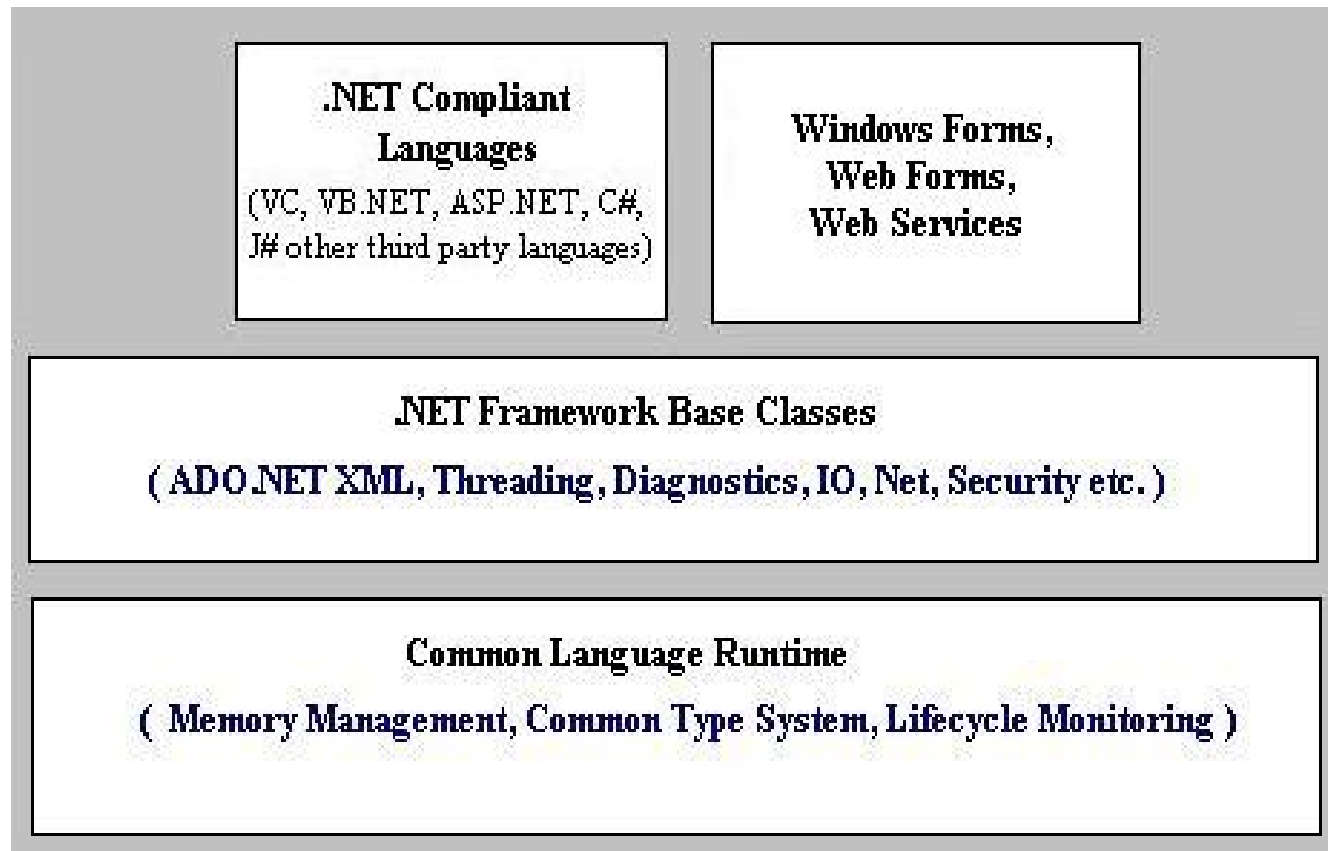 .NET Compliant
Languages
(VC, VB.NET, ASP.NET, C#,
J# other third party languages)
Windows Forms,
Web Forms,
Web Services
.NET Framework Base Classes
( ADO.NET XML, Threading, Diagnostics, IO, Net, Security etc. )
Common Language Runtime
( Memory Management, Common Type System, Lifecycle Monitoring )